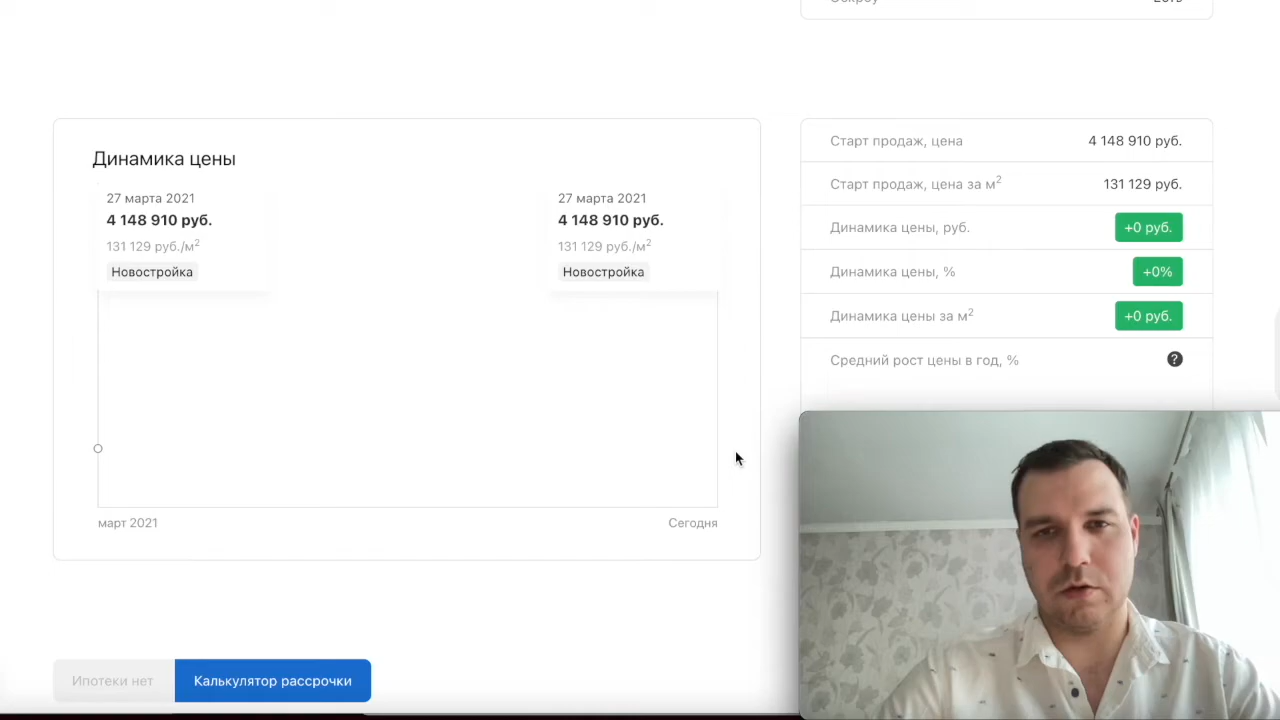 Динамика цены
27 марта 2021
4 148 910 руб.
131 129 руб./м²
Новостройка
27 марта 2021
4 148 910 руб.
131 129 руб./м²
Новостройка
март 2021
Сегодня
Старт продаж, цена 4 148 910 руб.
Старт продаж, цена за м² 131 129 руб.
Динамика цены, руб. +0 руб.
Динамика цены, % +0%
Динамика цены за м² +0 руб.
Средний рост цены в год, % ?
Ипотеки нет
Калькулятор рассрочки